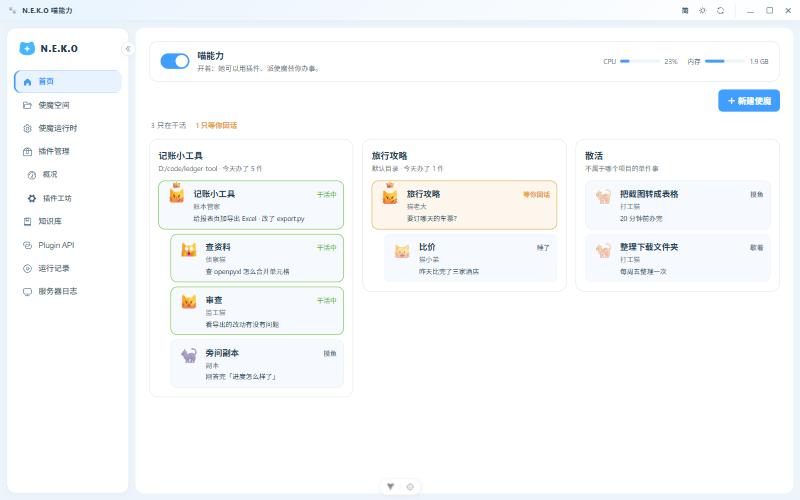 N.E.K.O 喵能力
简
N.E.K.O
首页
使魔空间
使魔运行时
插件管理
概况
插件工坊
知识库
Plugin API
运行记录
服务器日志
喵能力
开着：她可以用插件、派使魔替你办事。
CPU 23% 内存 1.9 GB
＋ 新建使魔
3 只在干活 1 只等你回话
记账小工具
D:/code/ledger-tool · 今天办了 5 件
记账小工具 干活中
账本管家
给报表页加导出 Excel · 改了 export.py
查资料 干活中
侦察猫
查 openpyxl 怎么合并单元格
审查 干活中
监工猫
看导出的改动有没有问题
旁问副本 摸鱼
副本
回答完「进度怎么样了」
旅行攻略
默认目录 · 今天办了 1 件
旅行攻略 等你回话
猫老大
要订哪天的车票？
比价 睡了
猫小弟
昨天比完了三家酒店
散活
不属于哪个项目的单件事
把截图转成表格 摸鱼
打工猫
20 分钟前办完
整理下载文件夹 歇着
打工猫
每周五整理一次